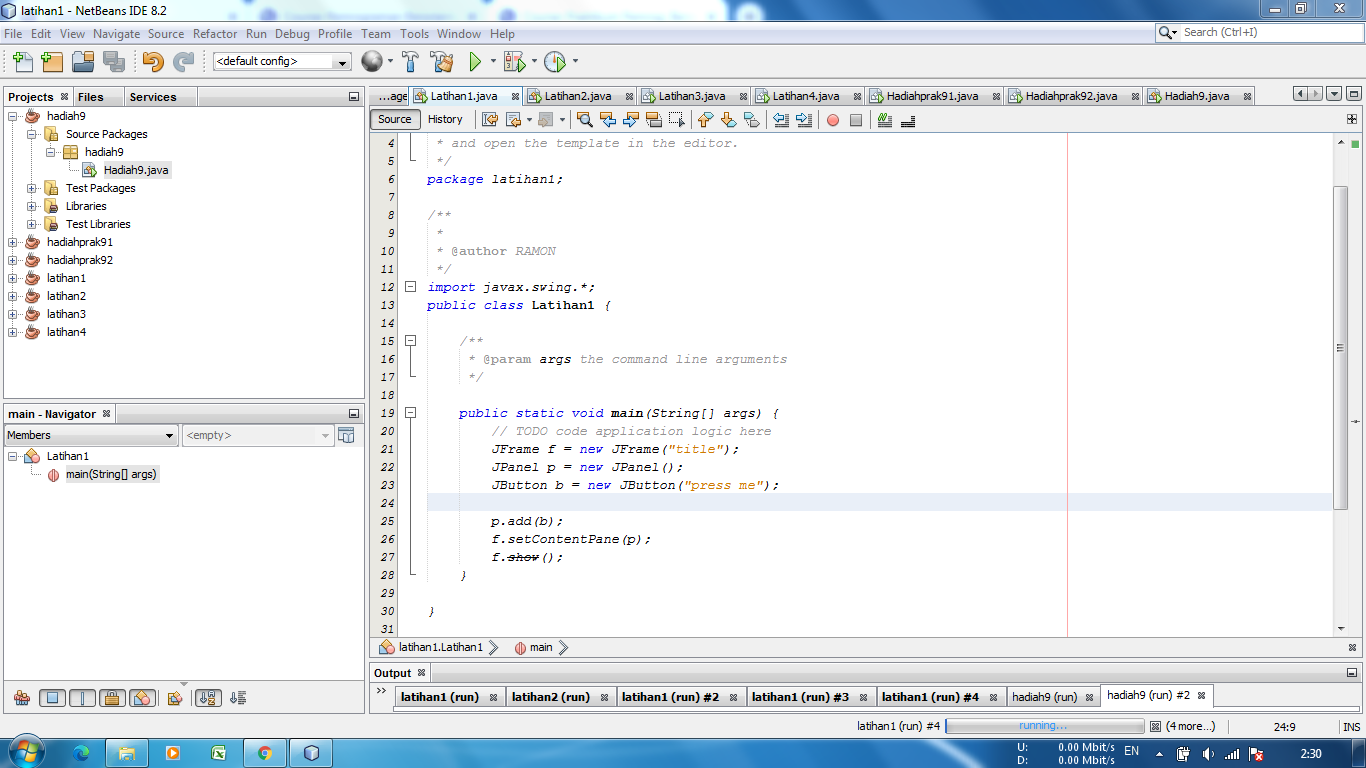 latihan1 - NetBeans IDE 8.2
File Edit View Navigate Source Refactor Run Debug Profile Team Tools Window Help
Search (Ctrl+I)
<default config>
Projects Files Services
hadiah9
Source Packages
hadiah9
Hadiah9.java
Test Packages
Libraries
Test Libraries
hadiahprak91
hadiahprak92
latihan1
latihan2
latihan3
latihan4
main - Navigator
Members <empty>
Latihan1
main(String[] args)
...age Latihan1.java Latihan2.java Latihan3.java Latihan4.java Hadiahprak91.java Hadiahprak92.java Hadiah9.java
Source History
4 * and open the template in the editor.
5 */
6 package latihan1;
7
8 /**
9 *
10 * @author RAMON
11 */
12 import javax.swing.*;
13 public class Latihan1 {
14
15 /**
16 * @param args the command line arguments
17 */
18
19 public static void main(String[] args) {
20 // TODO code application logic here
21 JFrame f = new JFrame("title");
22 JPanel p = new JPanel();
23 JButton b = new JButton("press me");
24
25 p.add(b);
26 f.setContentPane(p);
27 f.show();
28 }
29
30 }
31
latihan1.Latihan1 main
Output
latihan1 (run) latihan2 (run) latihan1 (run) #2 latihan1 (run) #3 latihan1 (run) #4 hadiah9 (run) hadiah9 (run) #2
latihan1 (run) #4 running... (4 more...) 24:9 INS
U: 0.00 Mbit/s
D: 0.00 Mbit/s
EN
2:30